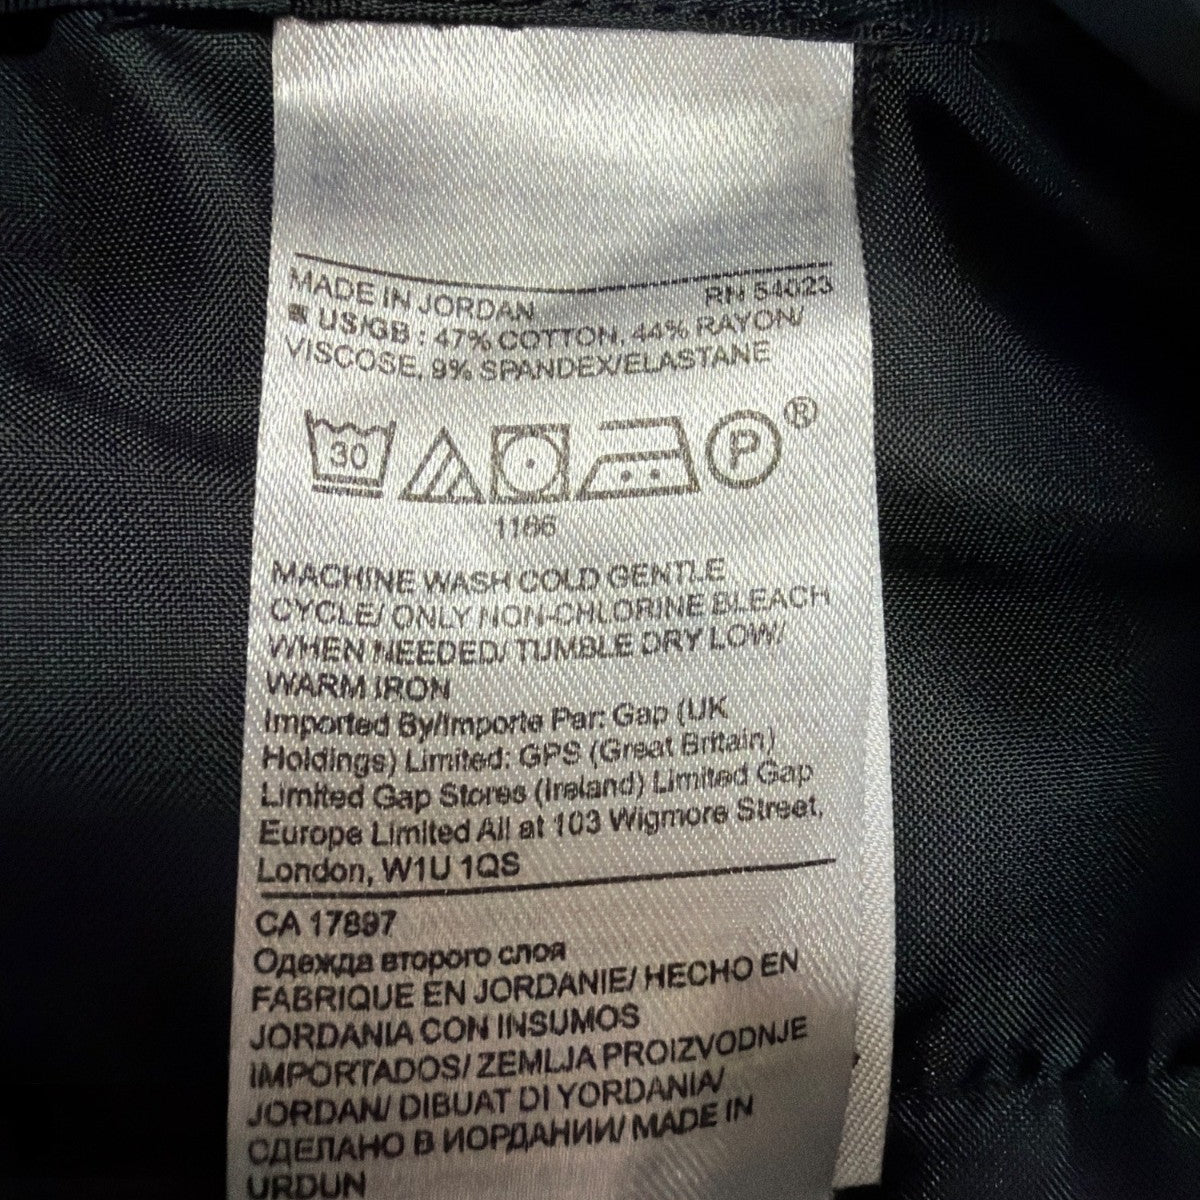 MADE IN JORDAN RN 54023
US/GB : 47% COTTON, 44% RAYON/
VISCOSE, 9% SPANDEX/ELASTANE
30 P ®
1166
MACHINE WASH COLD GENTLE
CYCLE/ ONLY NON-CHLORINE BLEACH
WHEN NEEDED/ TUMBLE DRY LOW/
WARM IRON
Imported By/Importe Par: Gap (UK
Holdings) Limited: GPS (Great Britain)
Limited Gap Stores (Ireland) Limited Gap
Europe Limited All at 103 Wigmore Street,
London, W1U 1QS
CA 17897
Одежда второго слоя
FABRIQUE EN JORDANIE/ HECHO EN
JORDANIA CON INSUMOS
IMPORTADOS/ ZEMLJA PROIZVODNJE
JORDAN/ DIBUAT DI YORDANIA/
СДЕЛАНО В ИОРДАНИИ/ MADE IN
URDUN